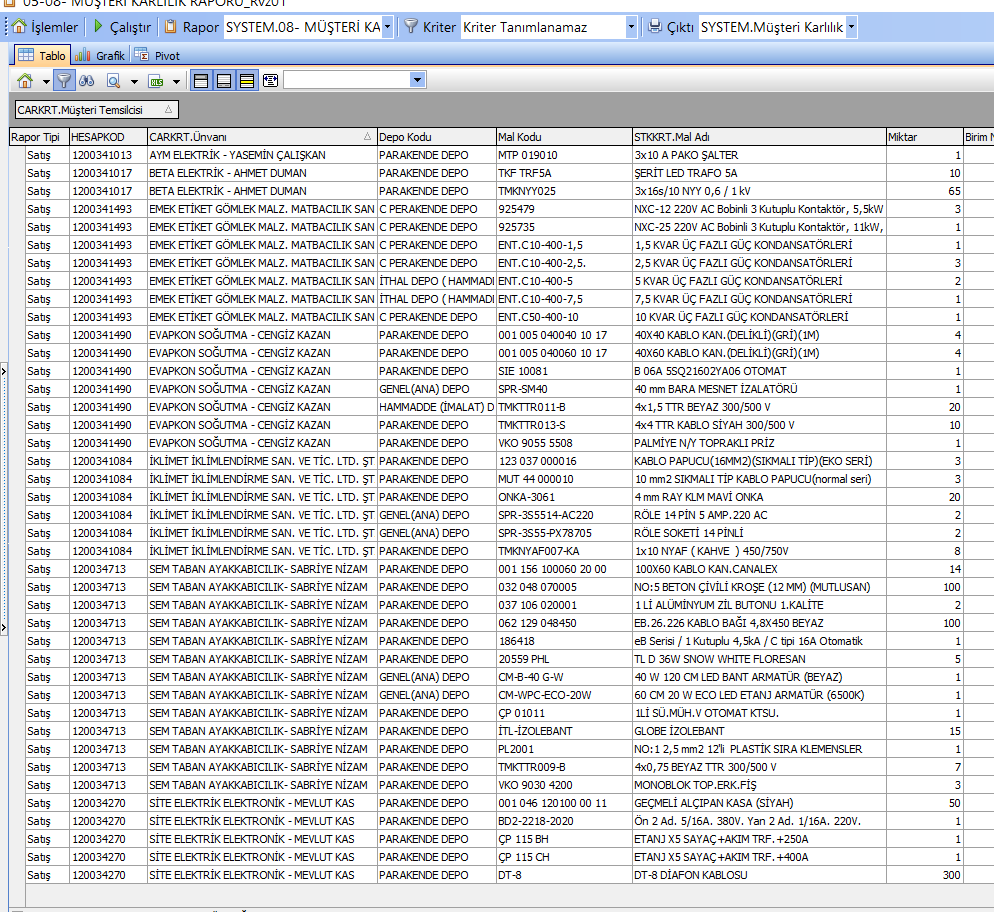 05-08- MÜŞTERİ KARLILIK RAPORU_Rvz01
İşlemler Çalıştır Rapor SYSTEM.08- MÜŞTERİ KA Kriter Kriter Tanımlanamaz Çıktı SYSTEM.Müşteri Karlılık
Tablo Grafik Pivot
XLS
CARKRT.Müşteri Temsilcisi
Rapor Tipi HESAPKOD CARKRT.Ünvanı Depo Kodu Mal Kodu STKKRT.Mal Adı Miktar Birim
Satış 1200341013 AYM ELEKTRİK - YASEMİN ÇALIŞKAN PARAKENDE DEPO MTP 019010 3x10 A PAKO ŞALTER 1
Satış 1200341017 BETA ELEKTRİK - AHMET DUMAN PARAKENDE DEPO TKF TRF5A ŞERİT LED TRAFO 5A 10
Satış 1200341017 BETA ELEKTRİK - AHMET DUMAN PARAKENDE DEPO TMKNYY025 3x16s/10 NYY 0,6 / 1 kV 65
Satış 1200341493 EMEK ETİKET GÖMLEK MALZ. MATBACILIK SAN C PERAKENDE DEPO 925479 NXC-12 220V AC Bobinli 3 Kutuplu Kontaktör, 5,5kW 3
Satış 1200341493 EMEK ETİKET GÖMLEK MALZ. MATBACILIK SAN C PERAKENDE DEPO 925735 NXC-25 220V AC Bobinli 3 Kutuplu Kontaktör, 11kW, 1
Satış 1200341493 EMEK ETİKET GÖMLEK MALZ. MATBACILIK SAN C PERAKENDE DEPO ENT.C10-400-1,5 1,5 KVAR ÜÇ FAZLI GÜÇ KONDANSATÖRLERİ 1
Satış 1200341493 EMEK ETİKET GÖMLEK MALZ. MATBACILIK SAN C PERAKENDE DEPO ENT.C10-400-2,5. 2,5 KVAR ÜÇ FAZLI GÜÇ KONDANSATÖRLERİ 3
Satış 1200341493 EMEK ETİKET GÖMLEK MALZ. MATBACILIK SAN İTHAL DEPO ( HAMMADI ENT.C10-400-5 5 KVAR ÜÇ FAZLI GÜÇ KONDANSATÖRLERİ 2
Satış 1200341493 EMEK ETİKET GÖMLEK MALZ. MATBACILIK SAN İTHAL DEPO ( HAMMADI ENT.C10-400-7,5 7,5 KVAR ÜÇ FAZLI GÜÇ KONDANSATÖRLERİ 1
Satış 1200341493 EMEK ETİKET GÖMLEK MALZ. MATBACILIK SAN C PERAKENDE DEPO ENT.C50-400-10 10 KVAR ÜÇ FAZLI GÜÇ KONDANSATÖRLERİ 1
Satış 1200341490 EVAPKON SOĞUTMA - CENGİZ KAZAN PARAKENDE DEPO 001 005 040040 10 17 40X40 KABLO KAN.(DELİKLİ)(GRİ)(1M) 4
Satış 1200341490 EVAPKON SOĞUTMA - CENGİZ KAZAN PARAKENDE DEPO 001 005 040060 10 17 40X60 KABLO KAN.(DELİKLİ)(GRİ)(1M) 4
Satış 1200341490 EVAPKON SOĞUTMA - CENGİZ KAZAN PARAKENDE DEPO SIE 10081 B 06A 5SQ21602YA06 OTOMAT 1
Satış 1200341490 EVAPKON SOĞUTMA - CENGİZ KAZAN GENEL(ANA) DEPO SPR-SM40 40 mm BARA MESNET İZALATÖRÜ 1
Satış 1200341490 EVAPKON SOĞUTMA - CENGİZ KAZAN HAMMADDE (İMALAT) D TMKTTR011-B 4x1,5 TTR BEYAZ 300/500 V 20
Satış 1200341490 EVAPKON SOĞUTMA - CENGİZ KAZAN PARAKENDE DEPO TMKTTR013-S 4x4 TTR KABLO SİYAH 300/500 V 10
Satış 1200341490 EVAPKON SOĞUTMA - CENGİZ KAZAN PARAKENDE DEPO VKO 9055 5508 PALMİYE N/Y TOPRAKLI PRİZ 1
Satış 1200341084 İKLİMET İKLİMLENDİRME SAN. VE TİC. LTD. ŞT PARAKENDE DEPO 123 037 000016 KABLO PAPUCU(16MM2)(SIKMALI TİP)(EKO SERİ) 3
Satış 1200341084 İKLİMET İKLİMLENDİRME SAN. VE TİC. LTD. ŞT PARAKENDE DEPO MUT 44 000010 10 mm2 SIKMALI TİP KABLO PAPUCU(normal seri) 3
Satış 1200341084 İKLİMET İKLİMLENDİRME SAN. VE TİC. LTD. ŞT PARAKENDE DEPO ONKA-3061 4 mm RAY KLM MAVİ ONKA 20
Satış 1200341084 İKLİMET İKLİMLENDİRME SAN. VE TİC. LTD. ŞT GENEL(ANA) DEPO SPR-3S5514-AC220 RÖLE 14 PİN 5 AMP.220 AC 2
Satış 1200341084 İKLİMET İKLİMLENDİRME SAN. VE TİC. LTD. ŞT GENEL(ANA) DEPO SPR-3S55-PX78705 RÖLE SOKETİ 14 PİNLİ 2
Satış 1200341084 İKLİMET İKLİMLENDİRME SAN. VE TİC. LTD. ŞT PARAKENDE DEPO TMKNYAF007-KA 1x10 NYAF ( KAHVE ) 450/750V 8
Satış 120034713 SEM TABAN AYAKKABICILIK- SABRİYE NİZAM PARAKENDE DEPO 001 156 100060 20 00 100X60 KABLO KAN.CANALEX 14
Satış 120034713 SEM TABAN AYAKKABICILIK- SABRİYE NİZAM PARAKENDE DEPO 032 048 070005 NO:5 BETON ÇİVİLİ KROŞE (12 MM) (MUTLUSAN) 100
Satış 120034713 SEM TABAN AYAKKABICILIK- SABRİYE NİZAM PARAKENDE DEPO 037 106 020001 1 Lİ ALÜMİNYUM ZİL BUTONU 1.KALİTE 2
Satış 120034713 SEM TABAN AYAKKABICILIK- SABRİYE NİZAM PARAKENDE DEPO 062 129 048450 EB.26.226 KABLO BAĞI 4,8X450 BEYAZ 100
Satış 120034713 SEM TABAN AYAKKABICILIK- SABRİYE NİZAM PARAKENDE DEPO 186418 eB Serisi / 1 Kutuplu 4,5kA / C tipi 16A Otomatik 1
Satış 120034713 SEM TABAN AYAKKABICILIK- SABRİYE NİZAM PARAKENDE DEPO 20559 PHL TL D 36W SNOW WHITE FLORESAN 5
Satış 120034713 SEM TABAN AYAKKABICILIK- SABRİYE NİZAM GENEL(ANA) DEPO CM-B-40 G-W 40 W 120 CM LED BANT ARMATÜR (BEYAZ) 1
Satış 120034713 SEM TABAN AYAKKABICILIK- SABRİYE NİZAM GENEL(ANA) DEPO CM-WPC-ECO-20W 60 CM 20 W ECO LED ETANJ ARMATÜR (6500K) 1
Satış 120034713 SEM TABAN AYAKKABICILIK- SABRİYE NİZAM PARAKENDE DEPO ÇP 01011 1Lİ SÜ.MÜH.V OTOMAT KTSU. 1
Satış 120034713 SEM TABAN AYAKKABICILIK- SABRİYE NİZAM PARAKENDE DEPO İTL-İZOLEBANT GLOBE İZOLEBANT 15
Satış 120034713 SEM TABAN AYAKKABICILIK- SABRİYE NİZAM PARAKENDE DEPO PL2001 NO:1 2,5 mm2 12'li PLASTİK SIRA KLEMENSLER 1
Satış 120034713 SEM TABAN AYAKKABICILIK- SABRİYE NİZAM PARAKENDE DEPO TMKTTR009-B 4x0,75 BEYAZ TTR 300/500 V 7
Satış 120034713 SEM TABAN AYAKKABICILIK- SABRİYE NİZAM PARAKENDE DEPO VKO 9030 4200 MONOBLOK TOP.ERK.FİŞ 3
Satış 120034270 SİTE ELEKTRİK ELEKTRONİK - MEVLUT KAS PARAKENDE DEPO 001 046 120100 00 11 GEÇMELİ ALÇIPAN KASA (SİYAH) 50
Satış 120034270 SİTE ELEKTRİK ELEKTRONİK - MEVLUT KAS PARAKENDE DEPO BD2-2218-2020 Ön 2 Ad. 5/16A. 380V. Yan 2 Ad. 1/16A. 220V. 1
Satış 120034270 SİTE ELEKTRİK ELEKTRONİK - MEVLUT KAS PARAKENDE DEPO ÇP 115 BH ETANJ X5 SAYAÇ+AKIM TRF.+250A 1
Satış 120034270 SİTE ELEKTRİK ELEKTRONİK - MEVLUT KAS PARAKENDE DEPO ÇP 115 CH ETANJ X5 SAYAÇ+AKIM TRF.+400A 1
Satış 120034270 SİTE ELEKTRİK ELEKTRONİK - MEVLUT KAS PARAKENDE DEPO DT-8 DT-8 DİAFON KABLOSU 300